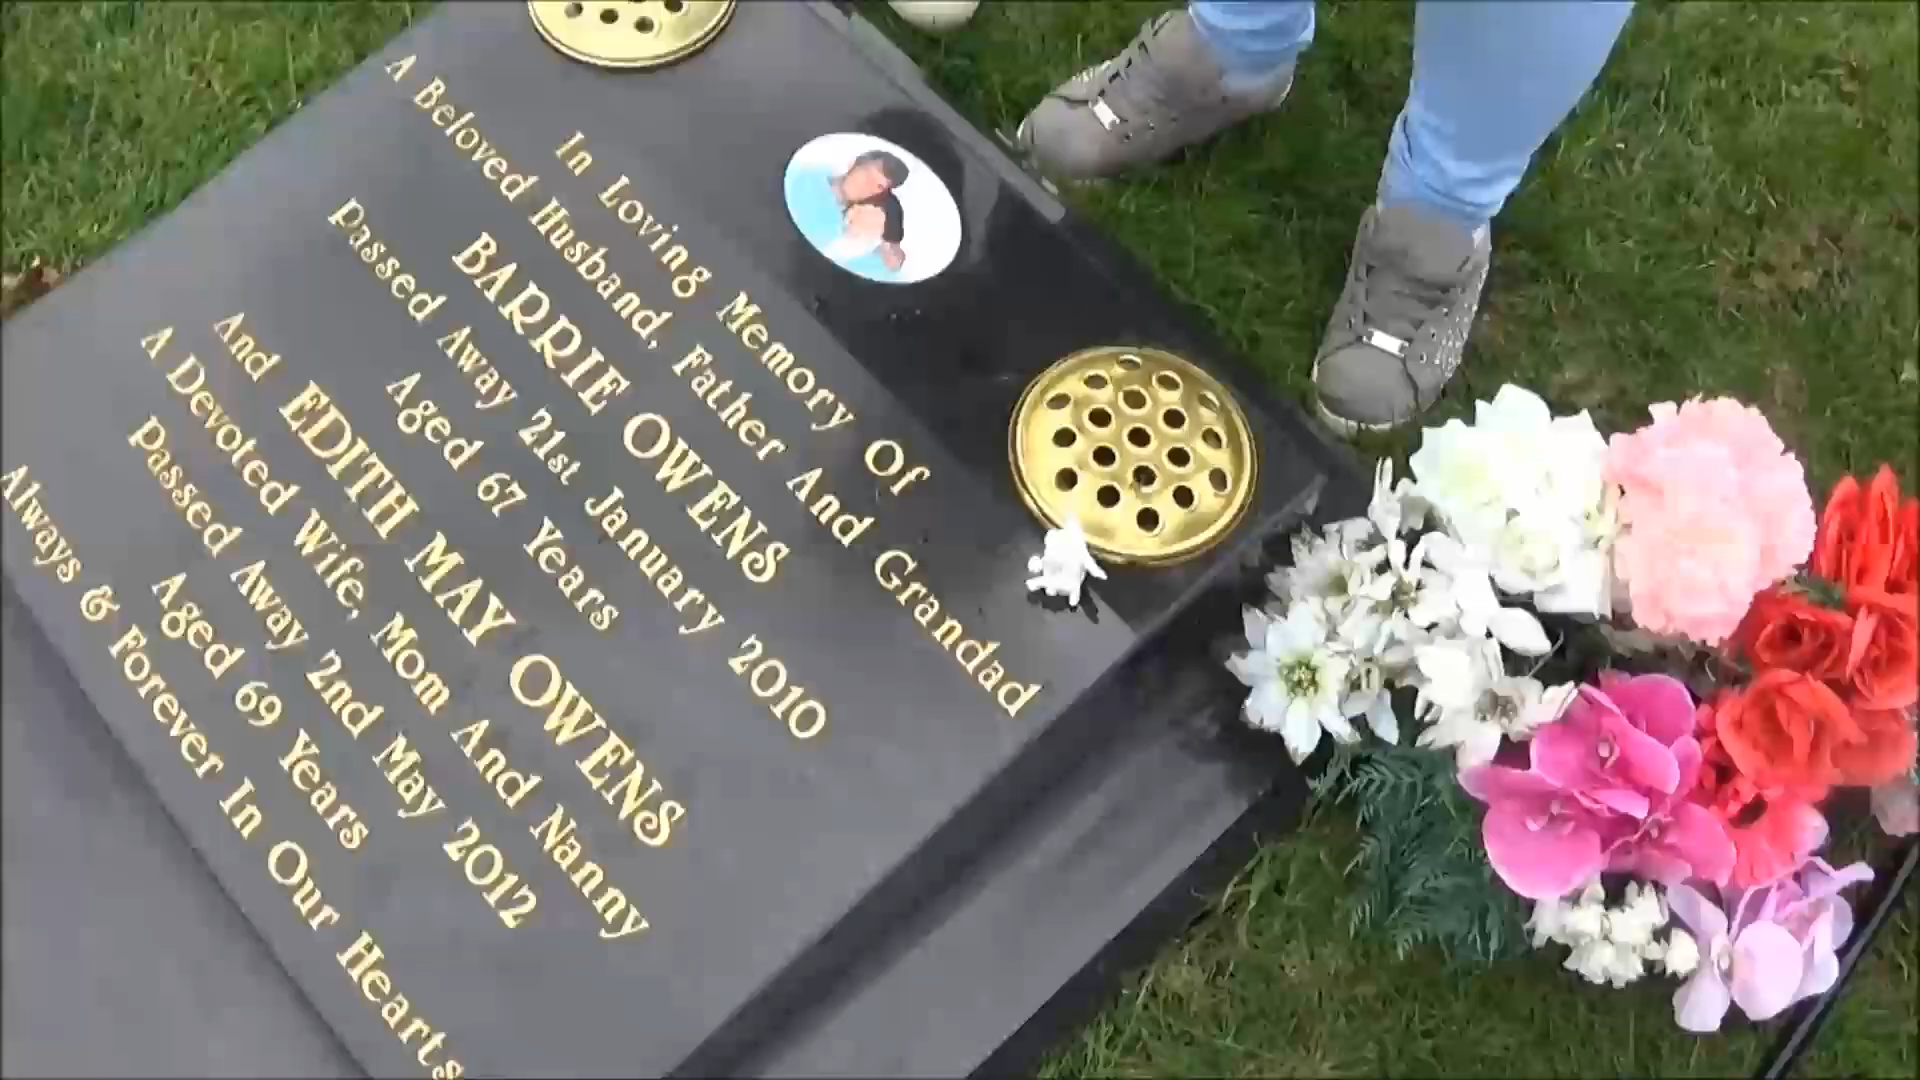 In Loving Memory Of
A Beloved Husband, Father And Grandad
BARRIE OWENS
Passed Away 21st January 2010
Aged 67 Years
And EDITH MAY OWENS
A Devoted Wife, Mom And Nanny
Passed Away 2nd May 2012
Aged 69 Years
Always & Forever In Our Hearts